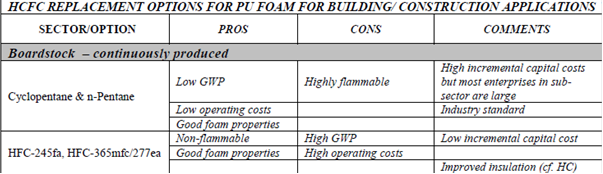 HCFC REPLACEMENT OPTIONS FOR PU FOAM FOR BUILDING/ CONSTRUCTION APPLICATIONS
SECTOR/OPTION PROS CONS COMMENTS
Boardstock – continuously produced
Cyclopentane & n-Pentane
Low GWP Highly flammable High incremental capital costs
but most enterprises in sub-
sector are large
Low operating costs Industry standard
Good foam properties
HFC-245fa, HFC-365mfc/277ea
Non-flammable High GWP Low incremental capital cost
Good foam properties High operating costs
Improved insulation (cf. HC)